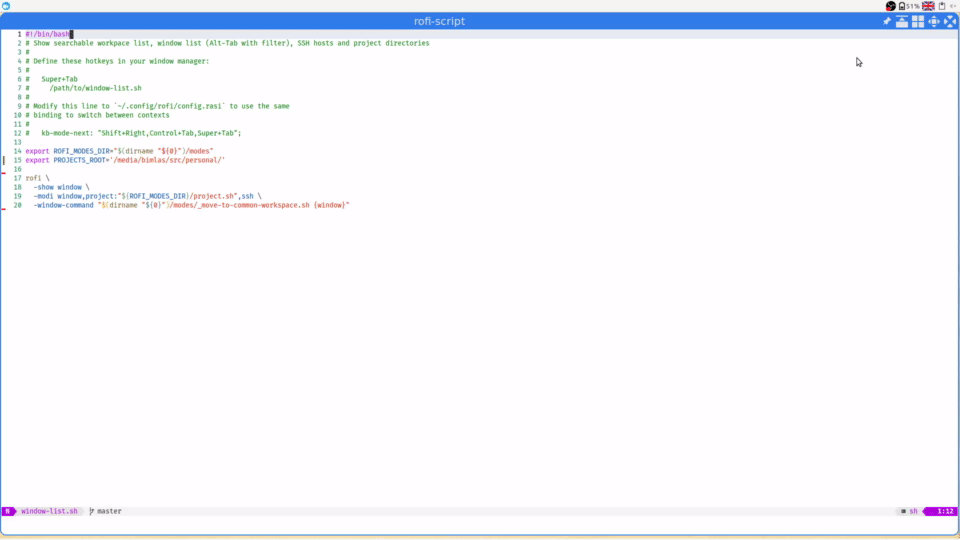 51%
rofi-script
1 #!/bin/bash
2 # Show searchable workpace list, window list (Alt-Tab with filter), SSH hosts and project directories
3 #
4 # Define these hotkeys in your window manager:
5 #
6 #   Super+Tab
7 #     /path/to/window-list.sh
8 #
9 # Modify this line to `~/.config/rofi/config.rasi` to use the same
10 # binding to switch between contexts
11 #
12 #   kb-mode-next: "Shift+Right,Control+Tab,Super+Tab";
13
14 export ROFI_MODES_DIR="$(dirname "${0}")/modes"
15 export PROJECTS_ROOT='/media/bimlas/src/personal/'
16
17 rofi \
18   -show window \
19   -modi window,project:"${ROFI_MODES_DIR}/project.sh",ssh \
20   -window-command "$(dirname "${0}")/modes/_move-to-common-workspace.sh {window}"
N window-list.sh master sh 1:12